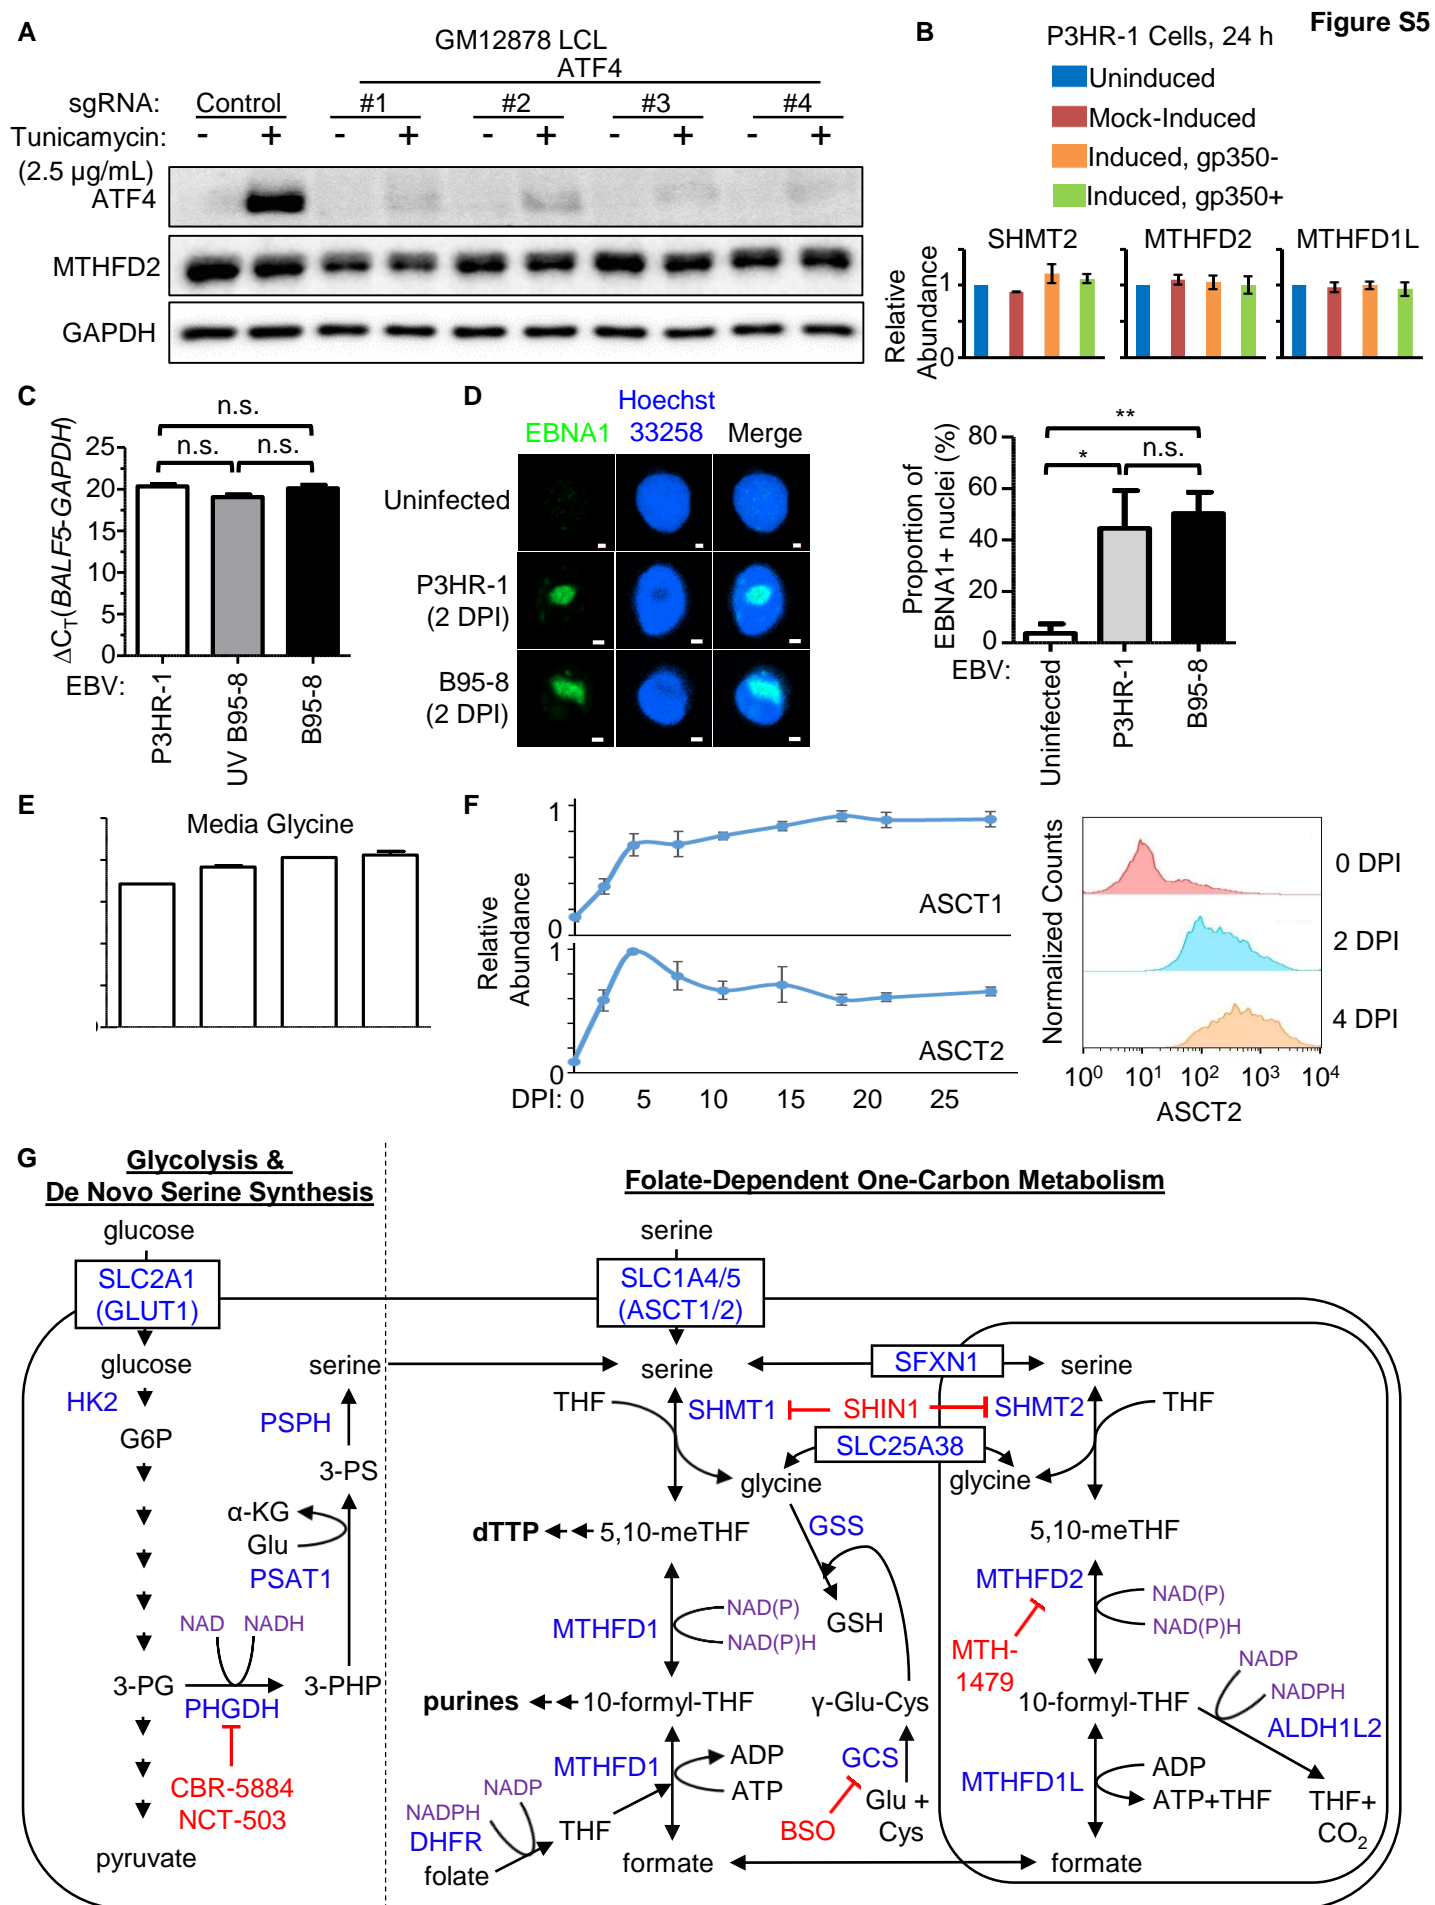 Figure S5
A
GM12878 LCL
ATF4
sgRNA: Control #1 #2 #3 #4
Tunicamycin: - + - + - + - + - +
(2.5 µg/mL)
ATF4
MTHFD2
GAPDH
B
P3HR-1 Cells, 24 h
Uninduced
Mock-Induced
Induced, gp350-
Induced, gp350+
SHMT2 MTHFD2 MTHFD1L
Relative
Abundance
1
0
C
n.s.
n.s. n.s.
ΔCT(BALF5-GAPDH)
25
20
15
10
5
0
EBV:
P3HR-1
UV B95-8
B95-8
D
Hoechst
EBNA1 33258 Merge
Uninfected
P3HR-1
(2 DPI)
B95-8
(2 DPI)
Proportion of
EBNA1+ nuclei (%)
**
* n.s.
80
60
40
20
0
EBV:
Uninfected
P3HR-1
B95-8
E
Media Glycine
F
Relative
Abundance
1
0
ASCT1
1
0
ASCT2
DPI: 0 5 10 15 20 25
Normalized Counts
0 DPI
2 DPI
4 DPI
10⁰ 10¹ 10² 10³ 10⁴
ASCT2
G
Glycolysis &
De Novo Serine Synthesis
Folate-Dependent One-Carbon Metabolism
glucose
SLC2A1
(GLUT1)
glucose
HK2
G6P
3-PG
pyruvate
serine
PSPH
3-PS
α-KG
Glu
PSAT1
NAD NADH
3-PHP
PHGDH
CBR-5884
NCT-503
serine
SLC1A4/5
(ASCT1/2)
serine
SFXN1
serine
THF
SHMT1
SHIN1
SHMT2
THF
SLC25A38
glycine
glycine
dTTP
5,10-meTHF
GSS
GSH
5,10-meTHF
MTHFD1
NAD(P)
NAD(P)H
MTHFD2
NAD(P)
NAD(P)H
MTH-
1479
purines
10-formyl-THF
γ-Glu-Cys
10-formyl-THF
NADP
NADPH
ALDH1L2
MTHFD1
ADP
ATP
GCS
Glu +
Cys
BSO
MTHFD1L
ADP
ATP+THF
THF+
CO₂
NADP
NADPH
DHFR
folate
THF
formate
formate